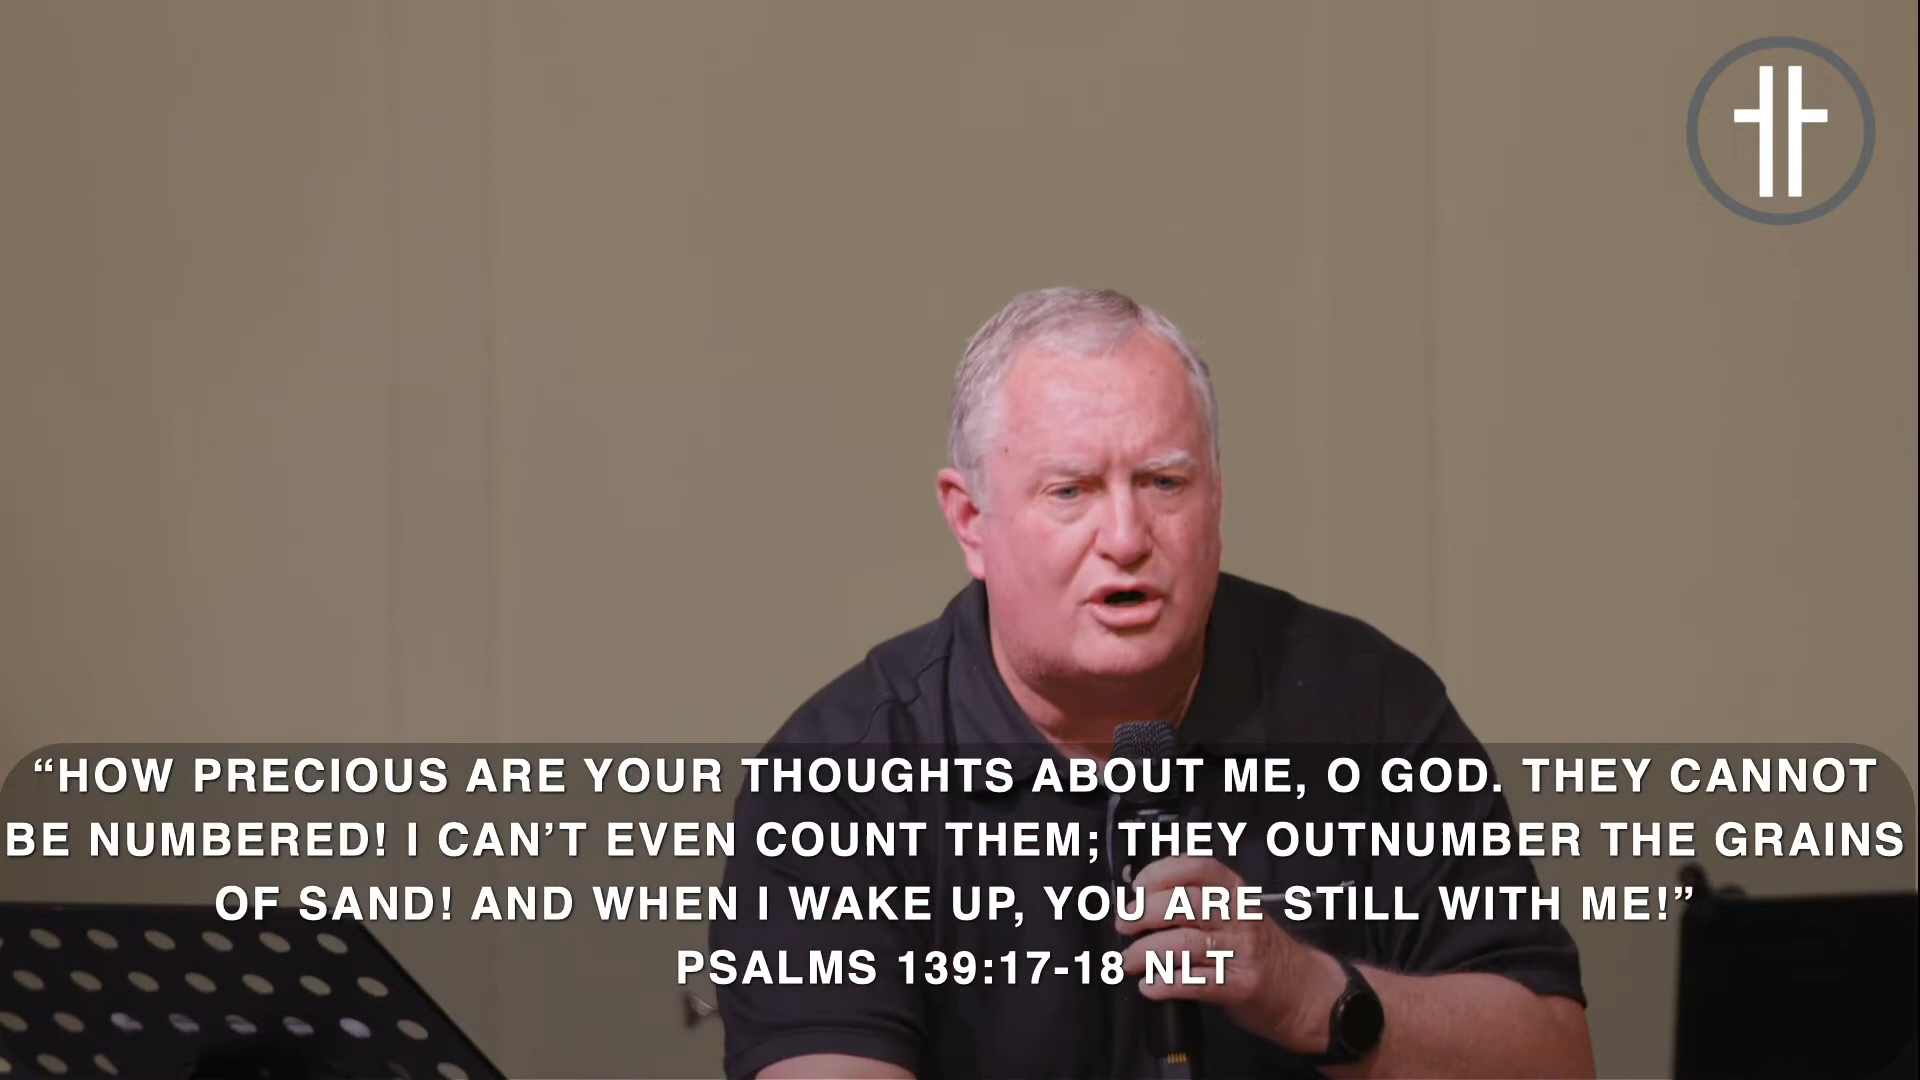 “HOW PRECIOUS ARE YOUR THOUGHTS ABOUT ME, O GOD. THEY CANNOT
BE NUMBERED! I CAN’T EVEN COUNT THEM; THEY OUTNUMBER THE GRAINS
OF SAND! AND WHEN I WAKE UP, YOU ARE STILL WITH ME!”
PSALMS 139:17-18 NLT